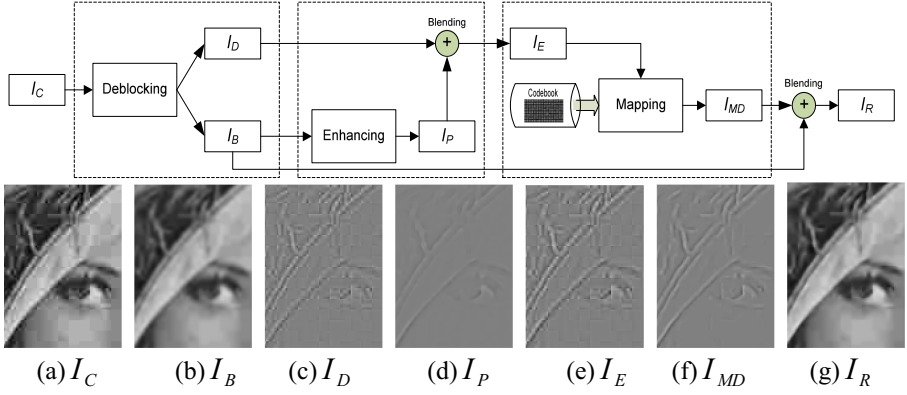 Blending
I_D
+
I_E
Codebook
Blending
I_C
Deblocking
Mapping
I_MD
+
I_R
I_B
Enhancing
I_P
(a) I_C
(b) I_B
(c) I_D
(d) I_P
(e) I_E
(f) I_MD
(g) I_R